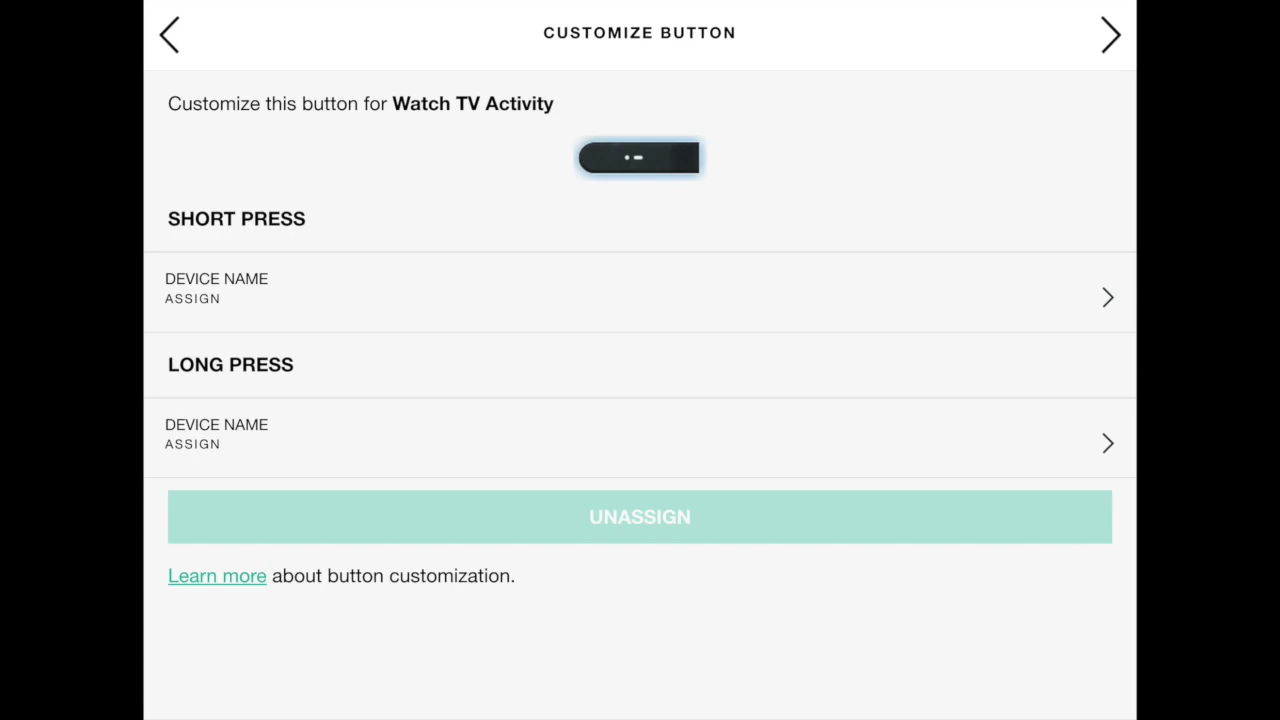 CUSTOMIZE BUTTON
Customize this button for Watch TV Activity
SHORT PRESS
DEVICE NAME
ASSIGN
LONG PRESS
DEVICE NAME
ASSIGN
UNASSIGN
Learn more about button customization.